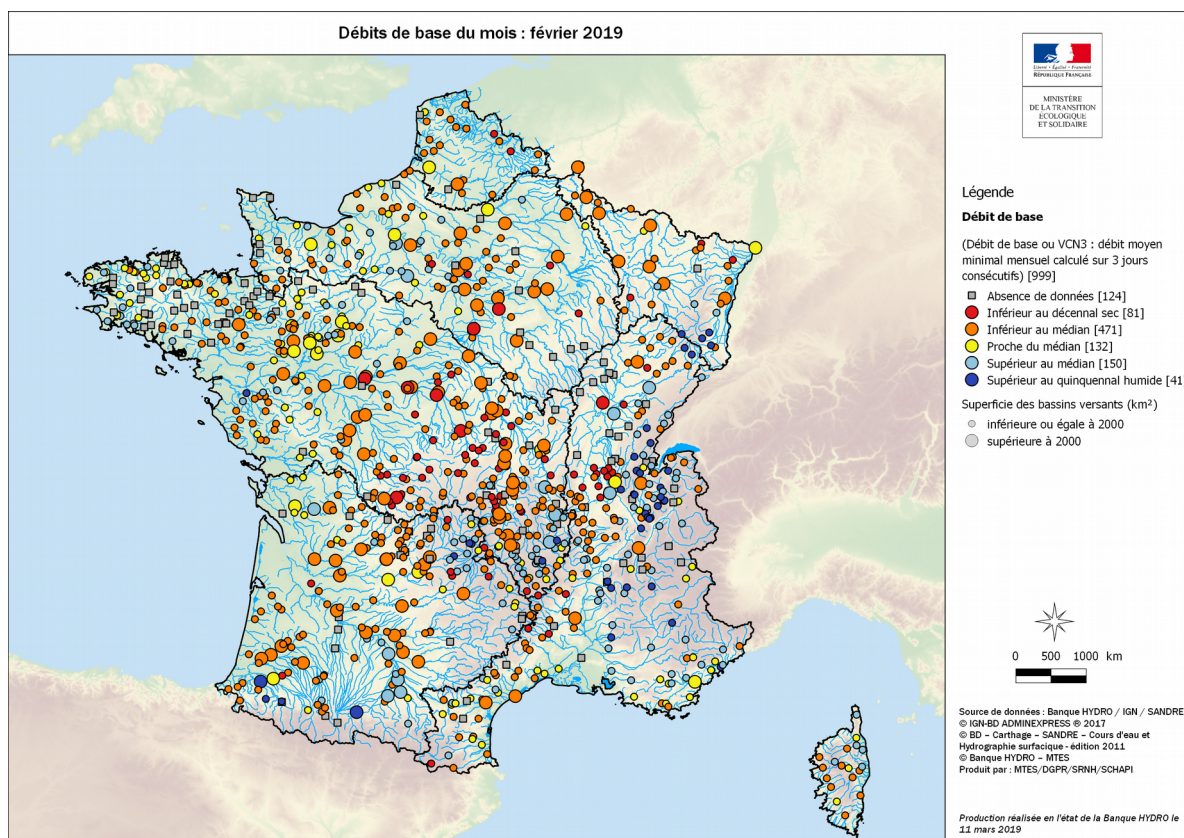 Débits de base du mois : février 2019
Liberté • Égalité • Fraternité
RÉPUBLIQUE FRANÇAISE
MINISTÈRE
DE LA TRANSITION
ÉCOLOGIQUE
ET SOLIDAIRE
Légende
Débit de base
(Débit de base ou VCN3 : débit moyen
minimal mensuel calculé sur 3 jours
consécutifs) [999]
Absence de données [124]
Inférieur au décennal sec [81]
Inférieur au médian [471]
Proche du médian [132]
Supérieur au médian [150]
Supérieur au quinquennal humide [41
Superficie des bassins versants (km²)
inférieure ou égale à 2000
supérieure à 2000
0 500 1000 km
Source de données : Banque HYDRO / IGN / SANDRE
© IGN-BD ADMINEXPRESS ® 2017
© BD – Carthage – SANDRE – Cours d'eau et
Hydrographie surfacique - édition 2011
© Banque HYDRO – MTES
Produit par : MTES/DGPR/SRNH/SCHAPI
Production réalisée en l'état de la Banque HYDRO le
11 mars 2019